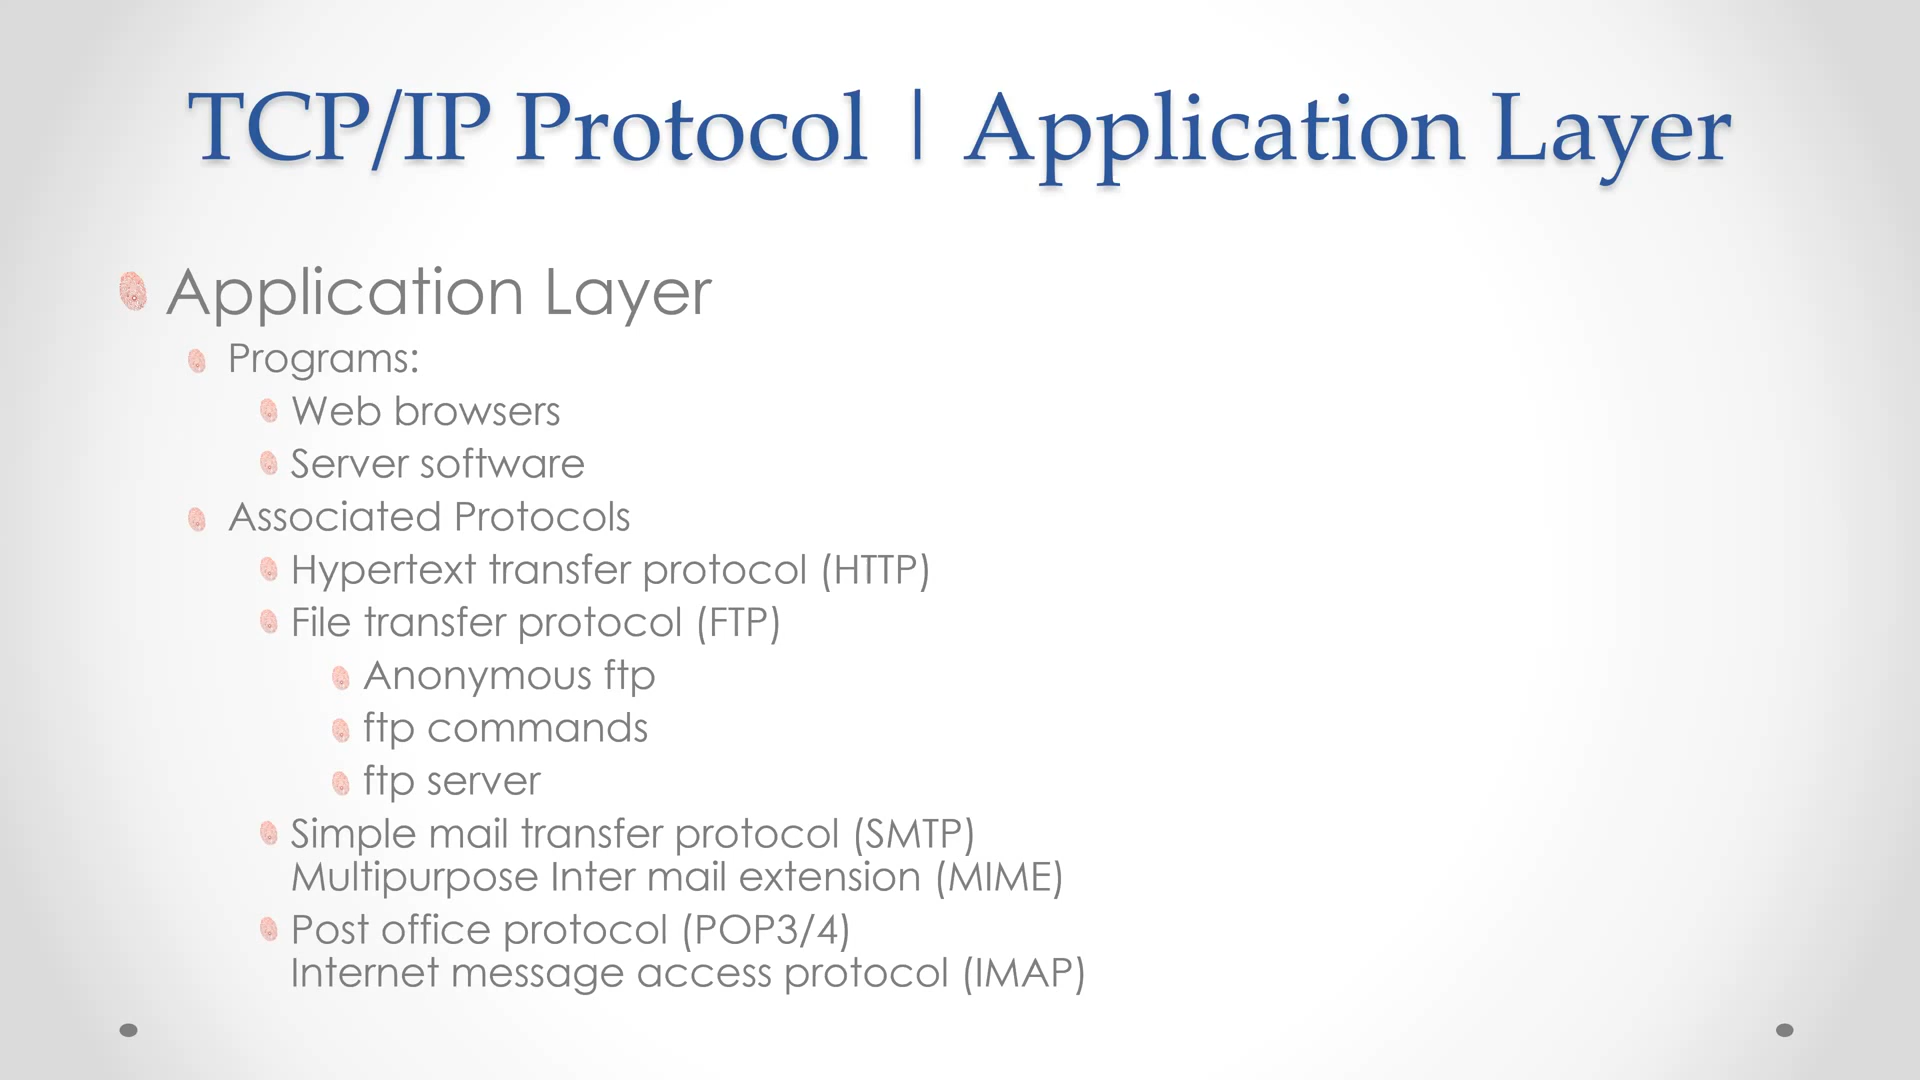 TCP/IP Protocol | Application Layer
Application Layer
Programs:
Web browsers
Server software
Associated Protocols
Hypertext transfer protocol (HTTP)
File transfer protocol (FTP)
Anonymous ftp
ftp commands
ftp server
Simple mail transfer protocol (SMTP)
Multipurpose Inter mail extension (MIME)
Post office protocol (POP3/4)
Internet message access protocol (IMAP)